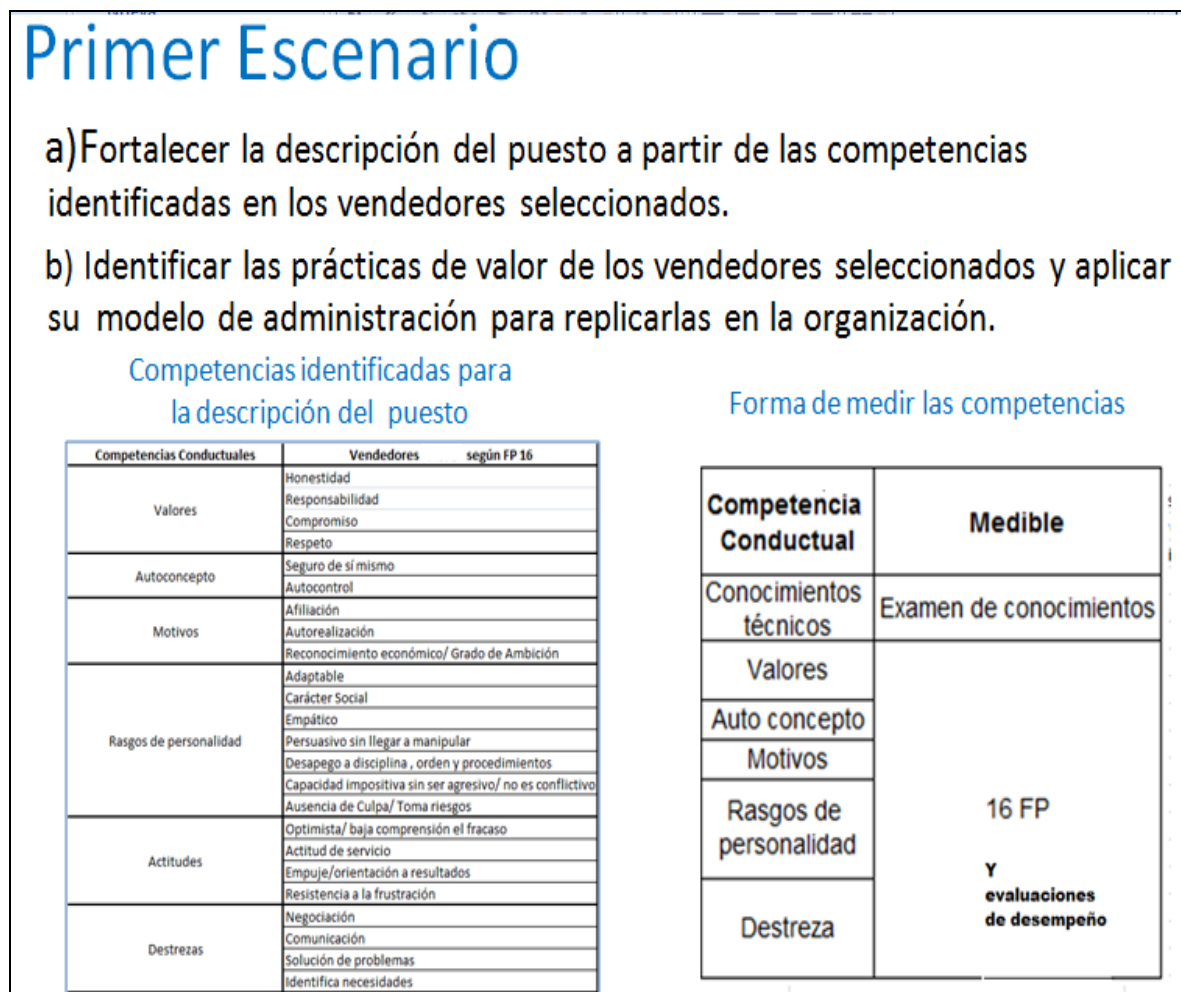 Primer Escenario
a)Fortalecer la descripción del puesto a partir de las competencias
identificadas en los vendedores seleccionados.
b) Identificar las prácticas de valor de los vendedores seleccionados y aplicar
su modelo de administración para replicarlas en la organización.
Competencias identificadas para
la descripción del puesto
Competencias Conductuales Vendedores según FP 16
Valores
Honestidad
Responsabilidad
Compromiso
Respeto
Autoconcepto
Seguro de sí mismo
Autocontrol
Motivos
Afiliación
Autorealización
Reconocimiento económico/ Grado de Ambición
Rasgos de personalidad
Adaptable
Carácter Social
Empático
Persuasivo sin llegar a manipular
Desapego a disciplina , orden y procedimientos
Capacidad impositiva sin ser agresivo/ no es conflictivo
Ausencia de Culpa/ Toma riesgos
Actitudes
Optimista/ baja comprensión el fracaso
Actitud de servicio
Empuje/orientación a resultados
Resistencia a la frustración
Destrezas
Negociación
Comunicación
Solución de problemas
Identifica necesidades
Forma de medir las competencias
Competencia
Conductual
Medible
Conocimientos
técnicos
Examen de conocimientos
Valores
Auto concepto
Motivos
Rasgos de
personalidad
Destreza
16 FP
Y
evaluaciones
de desempeño